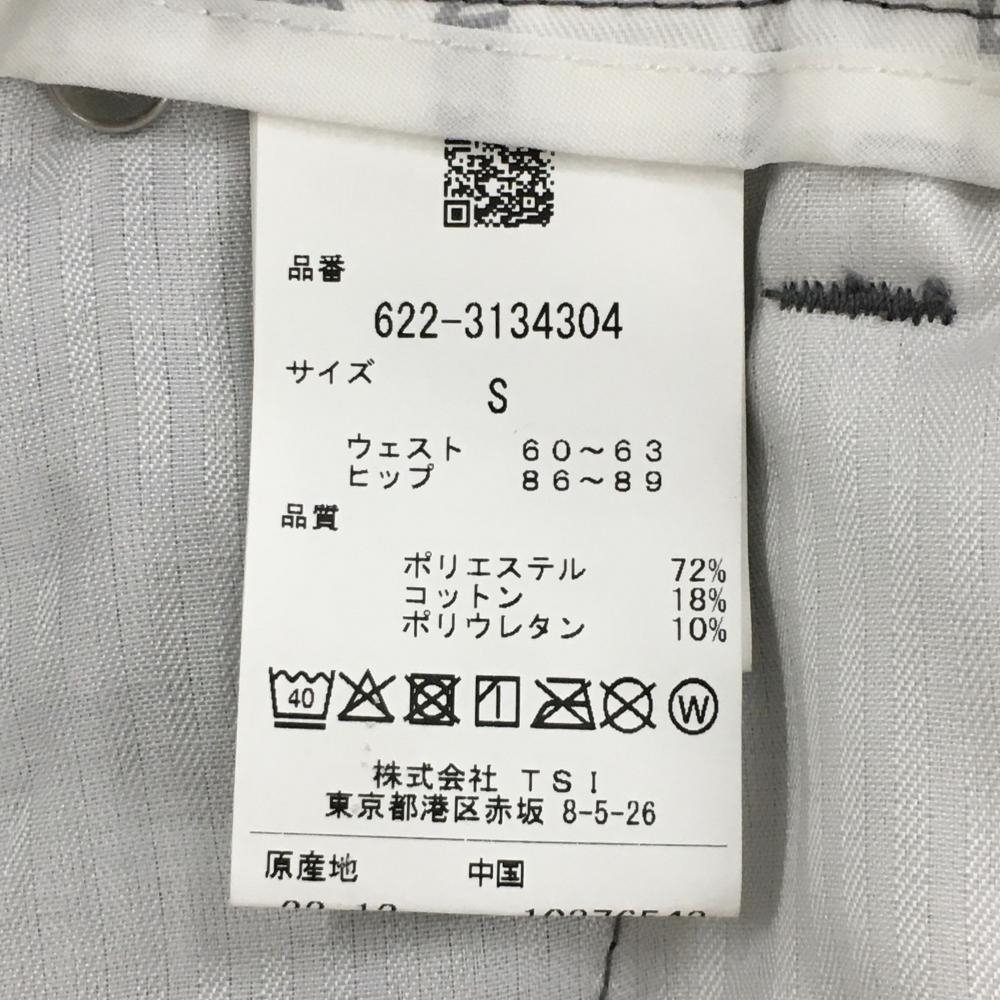 品番
622-3134304
サイズ
S
ウェスト 60～63
ヒップ 86～89
品質
ポリエステル 72%
コットン 18%
ポリウレタン 10%
40 W
株式会社 TSI
東京都港区赤坂 8-5-26
原産地 中国